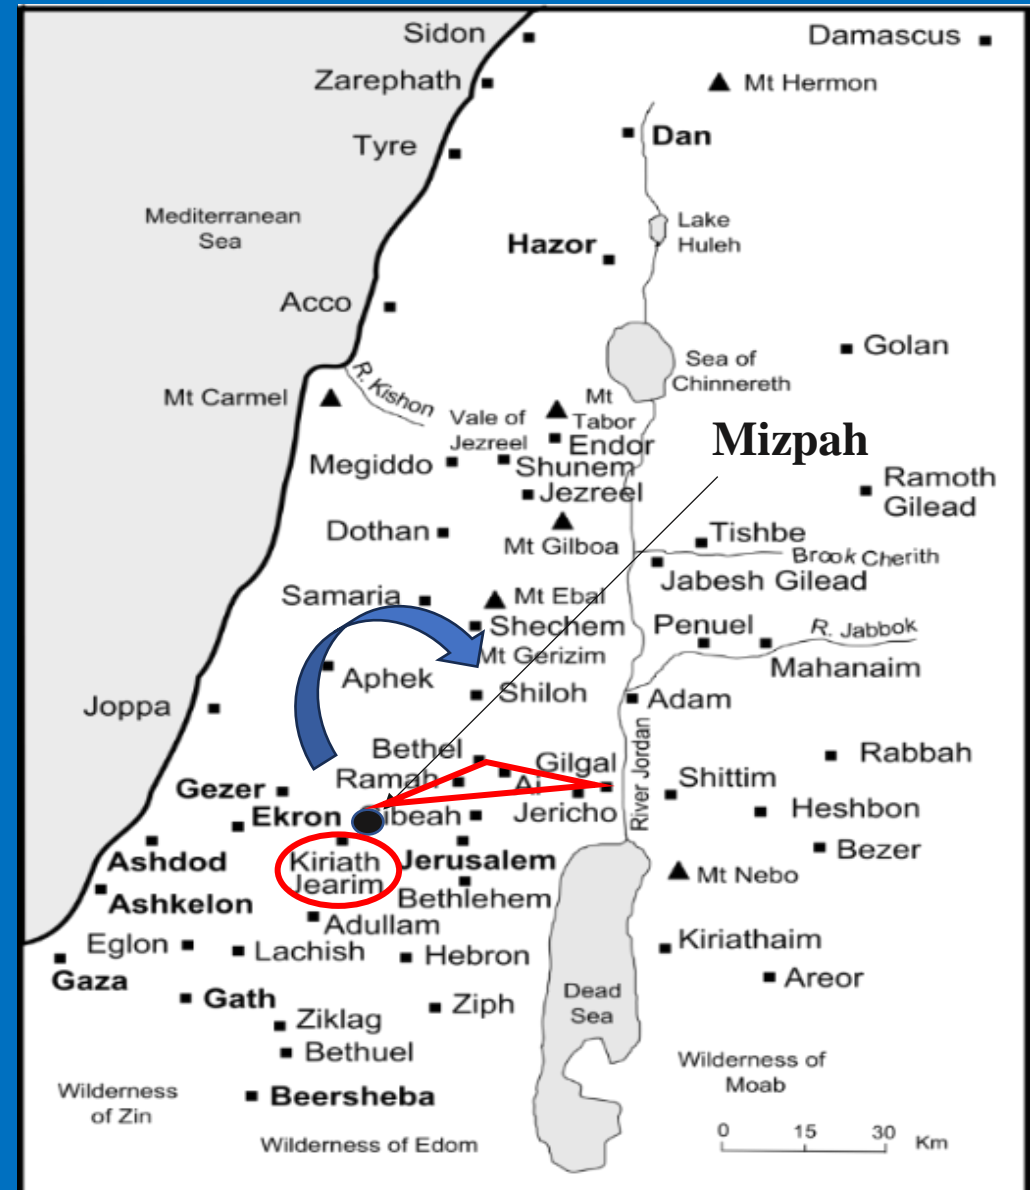 Sidon
Damascus
Zarephath
Mt Hermon
Dan
Tyre
Mediterranean
Sea
Lake
Huleh
Hazor
Acco
Golan
Sea of
Chinnereth
R. Kishon
Mt Carmel
Mt
Tabor
Vale of
Jezreel
Endor
Mizpah
Megiddo
Shunem
Ramoth
Gilead
Jezreel
Dothan
Mt Gilboa
Tishbe
Brook Cherith
Jabesh Gilead
Samaria
Mt Ebal
Shechem
Penuel
R. Jabbok
Mt Gerizim
Mahanaim
Aphek
Shiloh
Adam
Joppa
River Jordan
Bethel
Gilgal
Rabbah
Ramah
Ai
Shittim
Gezer
Heshbon
Ekron
ibeah
Jericho
Bezer
Ashdod
Kiriath
Jearim
Jerusalem
Mt Nebo
Bethlehem
Ashkelon
Adullam
Kiriathaim
Eglon
Lachish
Hebron
Gaza
Areor
Gath
Ziph
Dead
Sea
Ziklag
Bethuel
Wilderness of
Moab
Wilderness
of Zin
Beersheba
Wilderness of Edom
0 15 30 Km